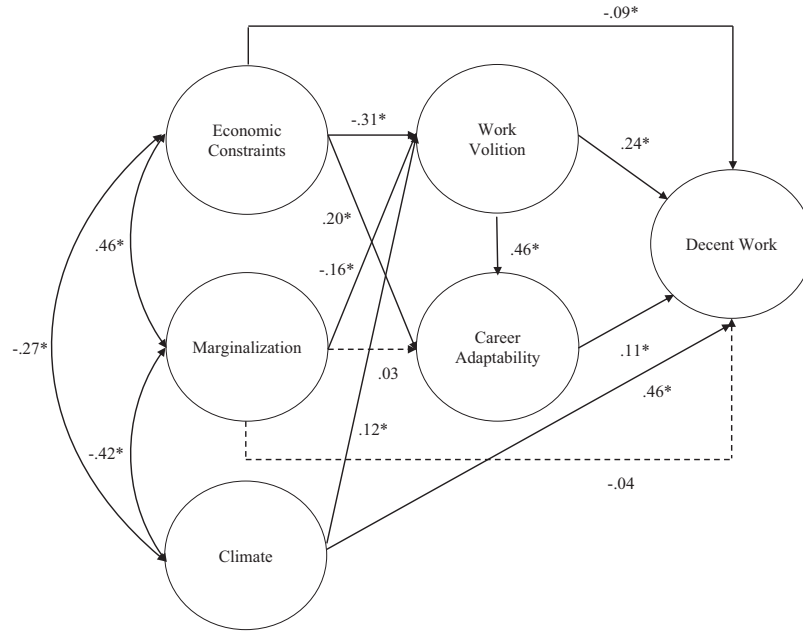 -.09*
Economic
Constraints
-.31*
Work
Volition
.24*
.20*
.46*
-.16*
.46*
Decent Work
-.27*
Marginalization
.03
Career
Adaptability
.11*
.46*
-.42*
.12*
-.04
Climate